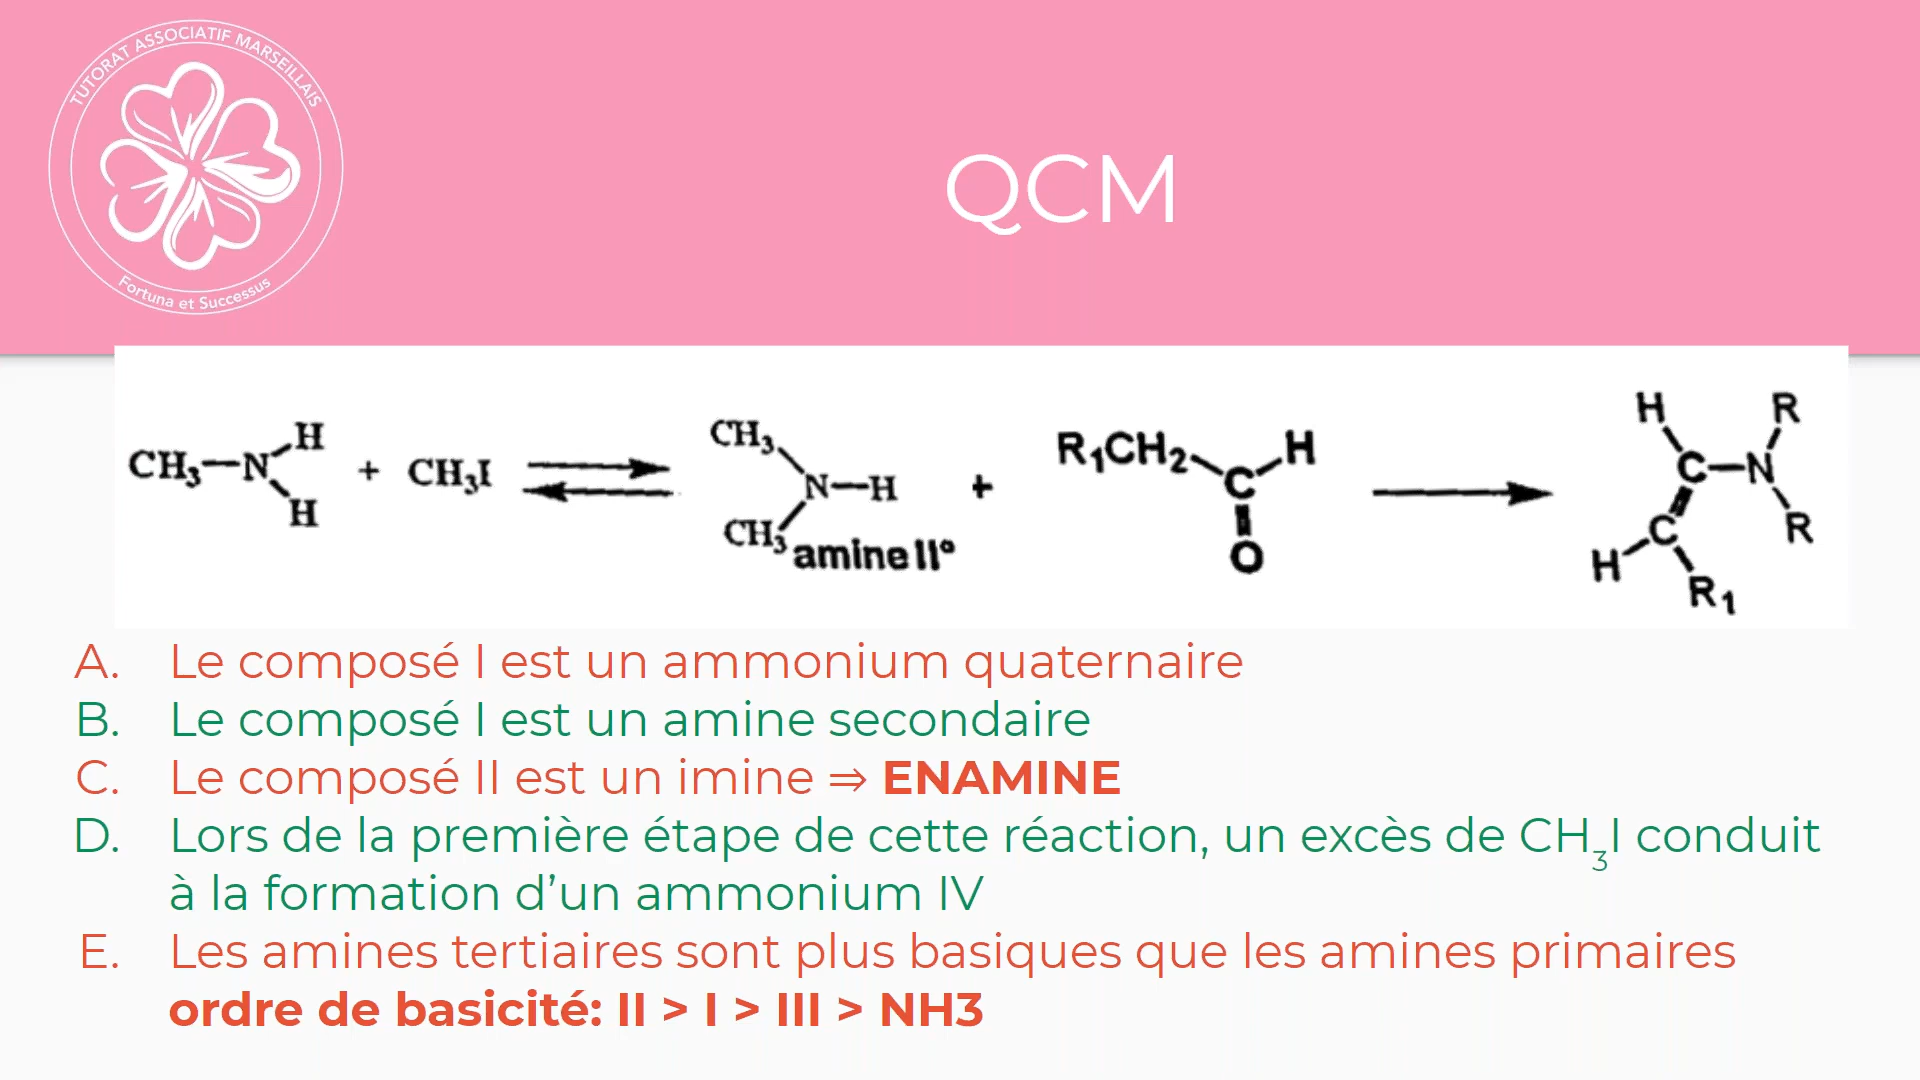 TUTORAT ASSOCIATIF MARSEILLAIS
Fortuna et Successus
QCM
CH₃—N H H + CH₃I ⇌ CH₃ CH₃ N—H amine II° + R₁CH₂ C H O → H C—N R R C H R₁
A. Le composé I est un ammonium quaternaire
B. Le composé I est un amine secondaire
C. Le composé II est un imine ⇒ ENAMINE
D. Lors de la première étape de cette réaction, un excès de CH₃I conduit
à la formation d’un ammonium IV
E. Les amines tertiaires sont plus basiques que les amines primaires
ordre de basicité: II > I > III > NH3